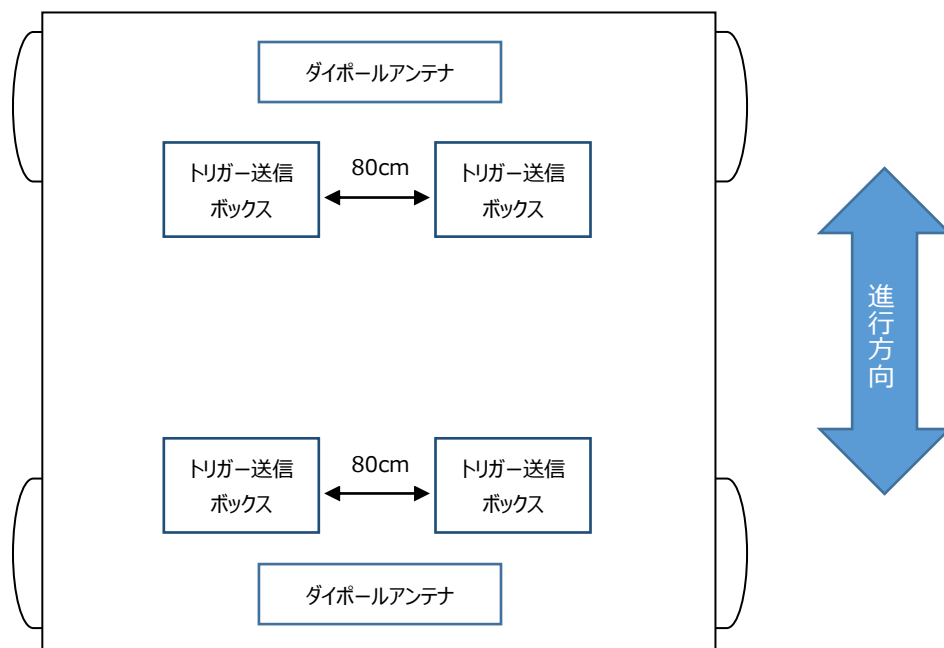 ダイポールアンテナ
トリガー送信
ボックス
80cm
トリガー送信
ボックス
進行方向
トリガー送信
ボックス
80cm
トリガー送信
ボックス
ダイポールアンテナ